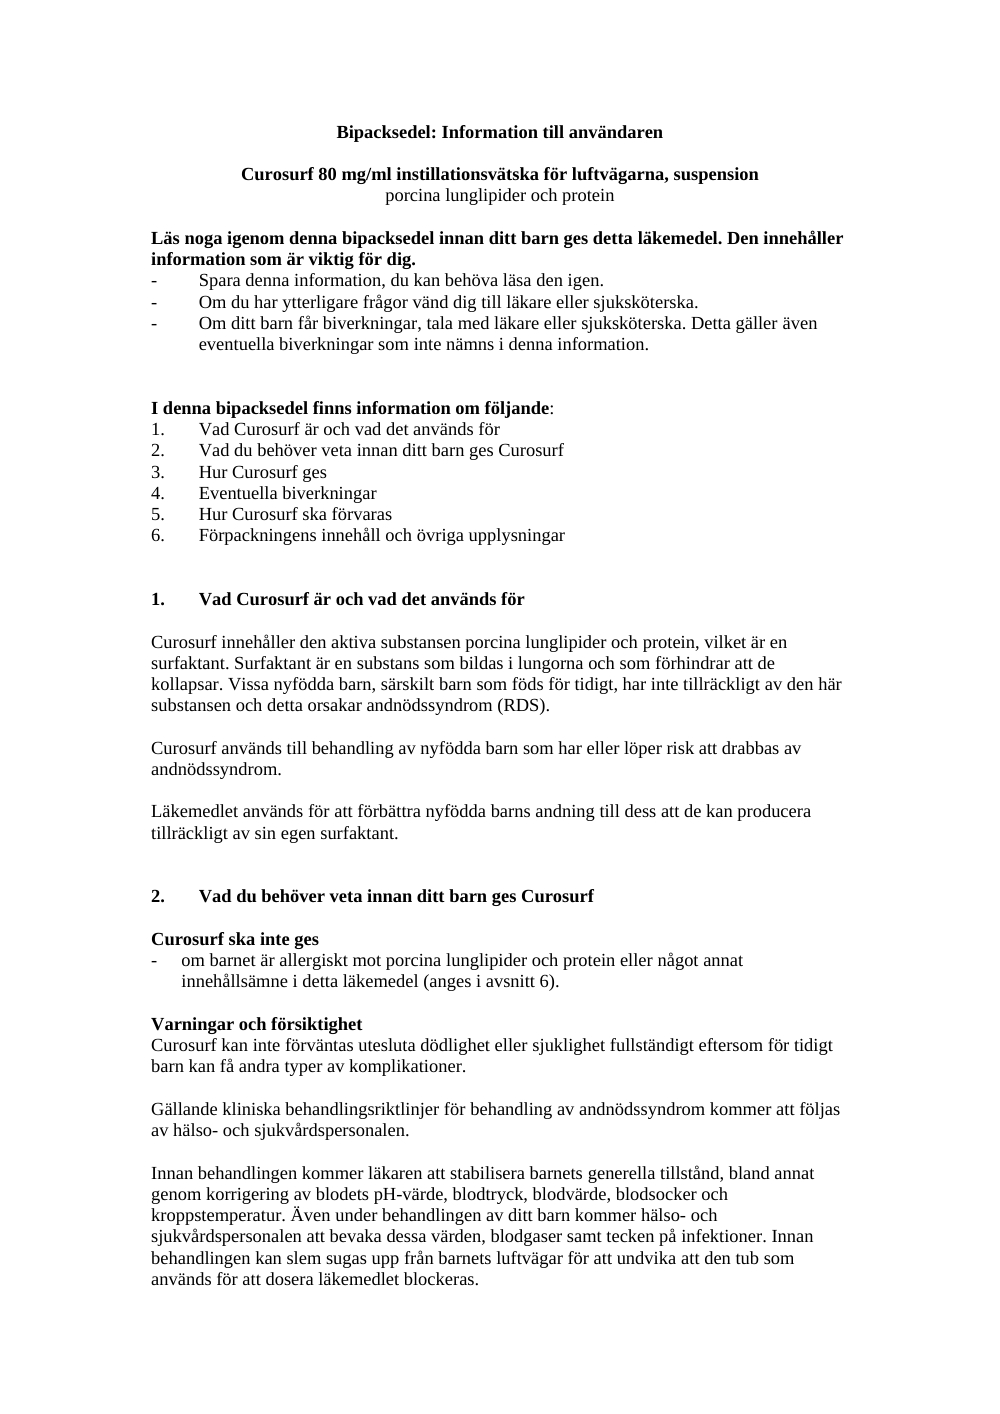 Bipacksedel: Information till användaren
Curosurf 80 mg/ml instillationsvätska för luftvägarna, suspension
porcina lunglipider och protein
Läs noga igenom denna bipacksedel innan ditt barn ges detta läkemedel. Den innehåller
information som är viktig för dig.
- Spara denna information, du kan behöva läsa den igen.
- Om du har ytterligare frågor vänd dig till läkare eller sjuksköterska.
- Om ditt barn får biverkningar, tala med läkare eller sjuksköterska. Detta gäller även
eventuella biverkningar som inte nämns i denna information.
I denna bipacksedel finns information om följande:
1. Vad Curosurf är och vad det används för
2. Vad du behöver veta innan ditt barn ges Curosurf
3. Hur Curosurf ges
4. Eventuella biverkningar
5. Hur Curosurf ska förvaras
6. Förpackningens innehåll och övriga upplysningar
1. Vad Curosurf är och vad det används för
Curosurf innehåller den aktiva substansen porcina lunglipider och protein, vilket är en
surfaktant. Surfaktant är en substans som bildas i lungorna och som förhindrar att de
kollapsar. Vissa nyfödda barn, särskilt barn som föds för tidigt, har inte tillräckligt av den här
substansen och detta orsakar andnödssyndrom (RDS).
Curosurf används till behandling av nyfödda barn som har eller löper risk att drabbas av
andnödssyndrom.
Läkemedlet används för att förbättra nyfödda barns andning till dess att de kan producera
tillräckligt av sin egen surfaktant.
2. Vad du behöver veta innan ditt barn ges Curosurf
Curosurf ska inte ges
- om barnet är allergiskt mot porcina lunglipider och protein eller något annat
innehållsämne i detta läkemedel (anges i avsnitt 6).
Varningar och försiktighet
Curosurf kan inte förväntas utesluta dödlighet eller sjuklighet fullständigt eftersom för tidigt
barn kan få andra typer av komplikationer.
Gällande kliniska behandlingsriktlinjer för behandling av andnödssyndrom kommer att följas
av hälso- och sjukvårdspersonalen.
Innan behandlingen kommer läkaren att stabilisera barnets generella tillstånd, bland annat
genom korrigering av blodets pH-värde, blodtryck, blodvärde, blodsocker och
kroppstemperatur. Även under behandlingen av ditt barn kommer hälso- och
sjukvårdspersonalen att bevaka dessa värden, blodgaser samt tecken på infektioner. Innan
behandlingen kan slem sugas upp från barnets luftvägar för att undvika att den tub som
används för att dosera läkemedlet blockeras.